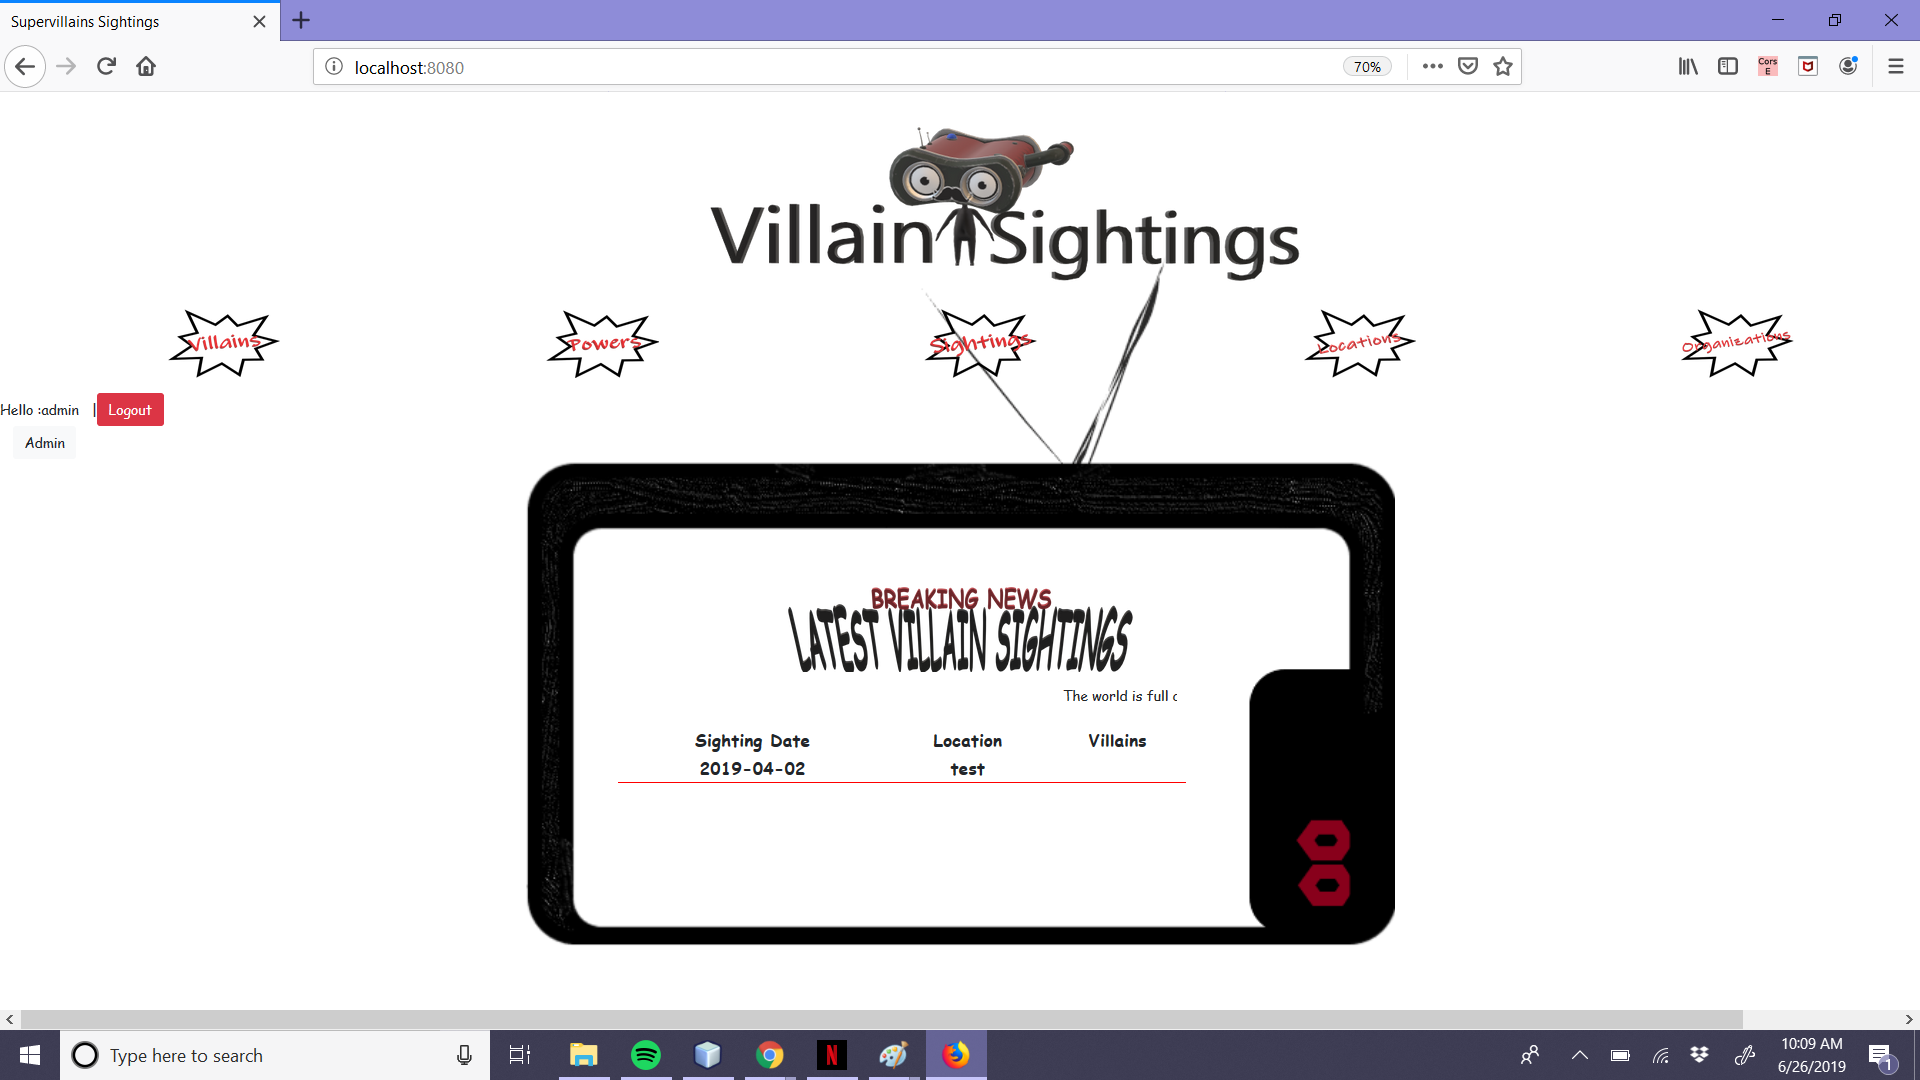 Supervillains Sightings
localhost:8080
70%
Cors
E
Villain Sightings
Villains
Powers
Sightings
Locations
Organizations
Hello :admin | Logout
Admin
BREAKING NEWS
LATEST VILLAIN SIGHTINGS
The world is full
Sighting Date Location Villains
2019-04-02 test
Type here to search
N
10:09 AM
6/26/2019
1